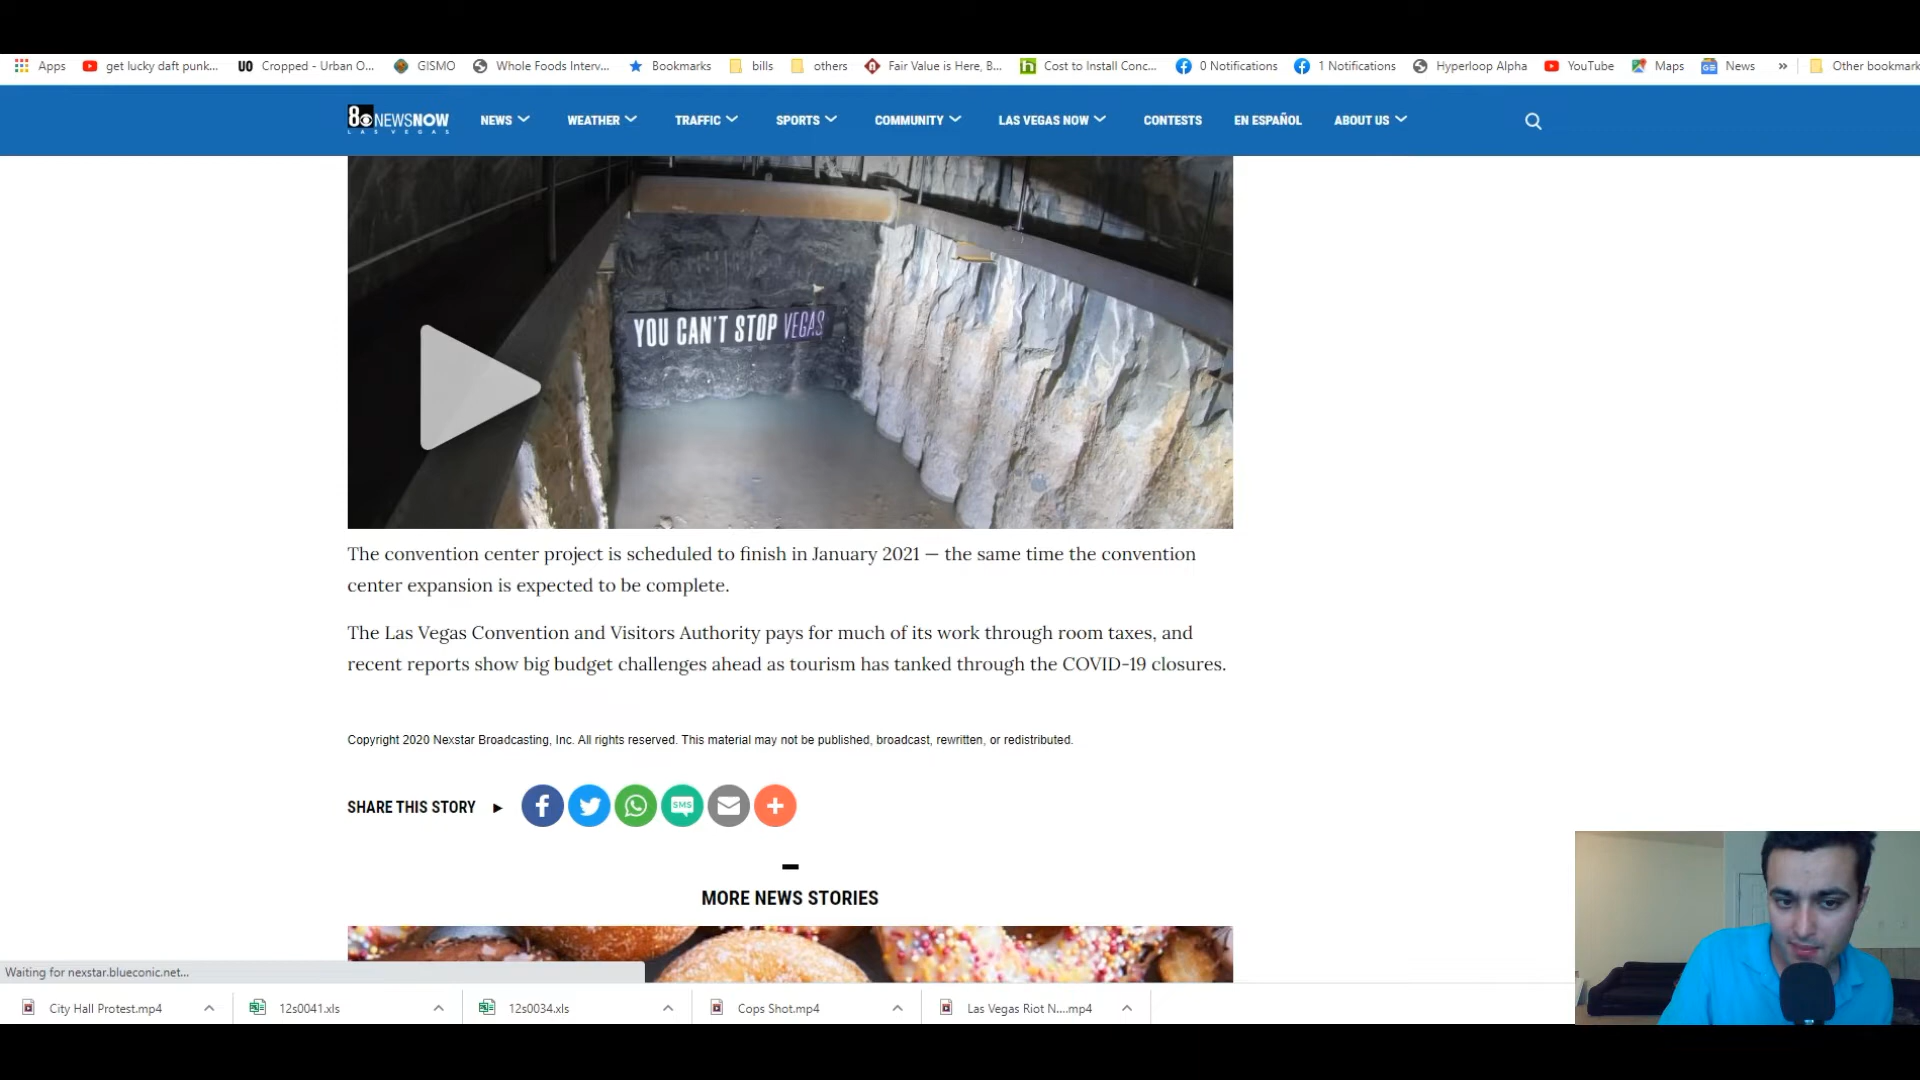 Apps
get lucky daft punk...
UO Cropped - Urban O...
GISMO
Whole Foods Interv...
Bookmarks
bills
others
Fair Value is Here, B...
h Cost to Install Conc...
0 Notifications
1 Notifications
Hyperloop Alpha
YouTube
Maps
News
»
Other bookmark
8 NEWSNOW
LAS VEGAS
NEWS
WEATHER
TRAFFIC
SPORTS
COMMUNITY
LAS VEGAS NOW
CONTESTS
EN ESPAÑOL
ABOUT US
YOU CAN'T STOP VEGAS
The convention center project is scheduled to finish in January 2021 — the same time the convention
center expansion is expected to be complete.
The Las Vegas Convention and Visitors Authority pays for much of its work through room taxes, and
recent reports show big budget challenges ahead as tourism has tanked through the COVID-19 closures.
Copyright 2020 Nexstar Broadcasting, Inc. All rights reserved. This material may not be published, broadcast, rewritten, or redistributed.
SHARE THIS STORY
SMS
MORE NEWS STORIES
Waiting for nexstar.blueconic.net...
City Hall Protest.mp4
12s0041.xls
12s0034.xls
Cops Shot.mp4
Las Vegas Riot N....mp4